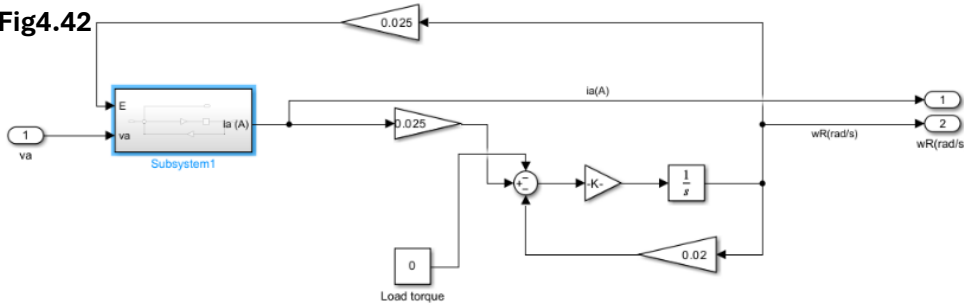 Fig4.42
0.025
E
va
Ia (A)
Subsystem1
1
va
0.025
ia(A)
1
2
wR(rad/s)
wR(rad/s
-K-
1
s
0.02
0
Load torque